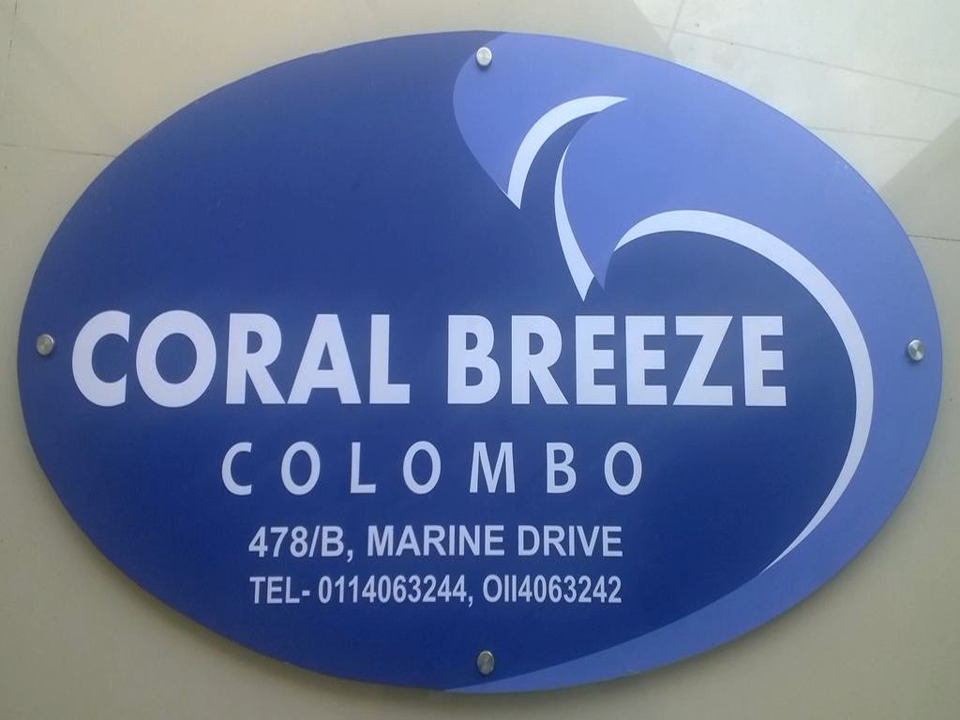 CORAL BREEZE
COLOMBO
478/B, MARINE DRIVE
TEL- 0114063244, OII4063242